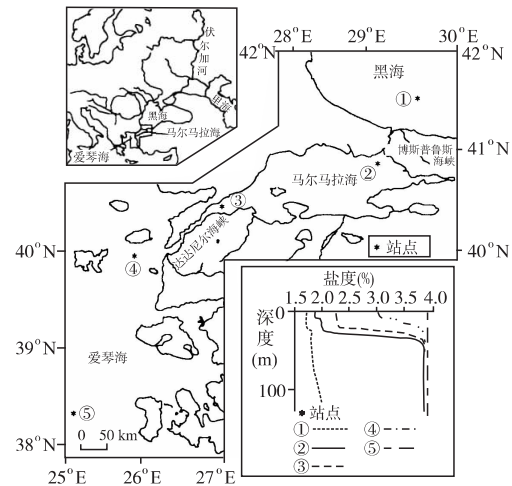 伏尔加河
里海
黑海
马尔马拉海
爱琴海
42°N
28°E
29°E
30°E
42°N
黑海
①
博斯普鲁斯海峡
41°N
②
马尔马拉海
③
达达尼尔海峡
站点
40°N
40°N
④
39°N
爱琴海
⑤
0 50 km
38°N
25°E
26°E
27°E
盐度(%)
1.5 2.0 2.5 3.0 3.5 4.0
0
深度(m)
100
站点
①
④
②
⑤
③